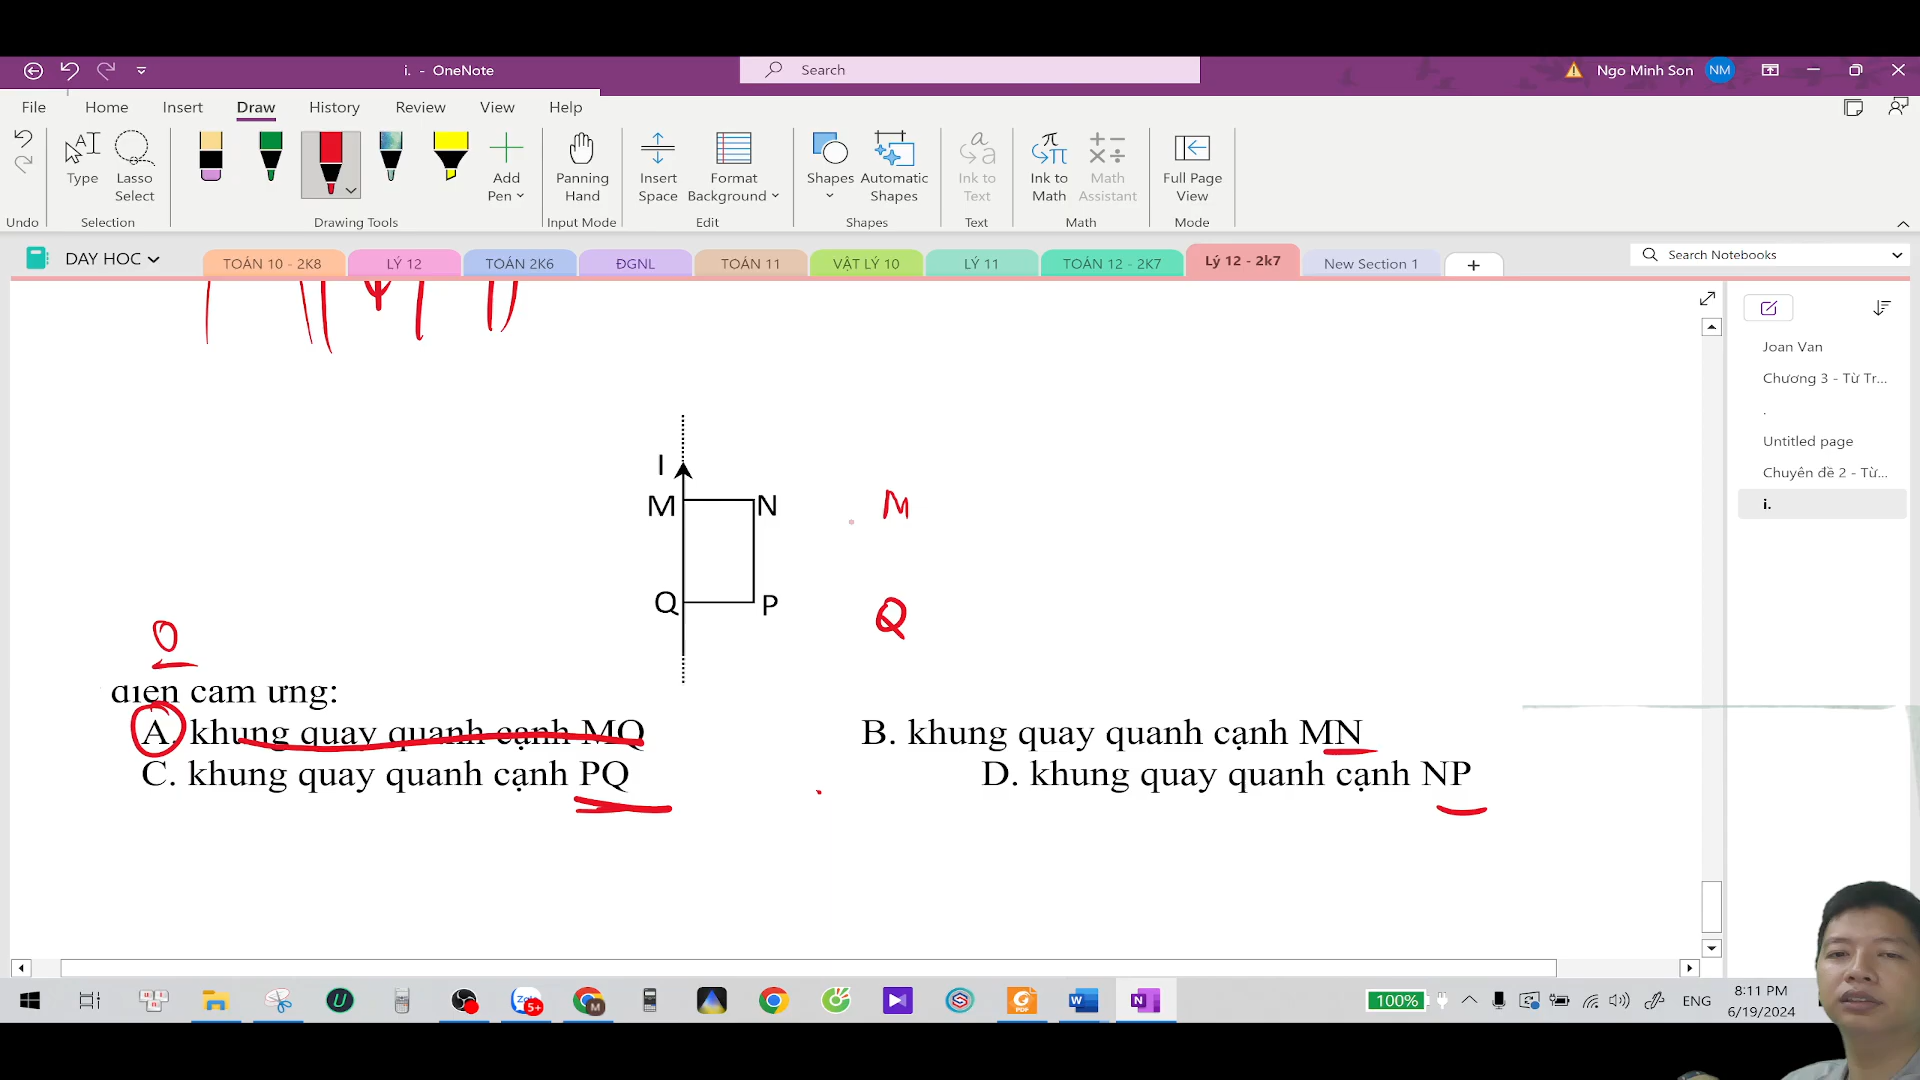 i. - OneNote
Search
Ngo Minh Son NM
File Home Insert Draw History Review View Help
Type
Lasso Select
Add Pen
Panning Hand
Insert Space
Format Background
Shapes
Automatic Shapes
Ink to Text
Ink to Math
Math Assistant
Full Page View
Undo Selection Drawing Tools Input Mode Edit Shapes Text Math Mode
DAY HOC
TOÁN 10 - 2K8 LÝ 12 TOÁN 2K6 ĐGNL TOÁN 11 VẬT LÝ 10 LÝ 11 TOÁN 12 - 2K7 Lý 12 - 2k7 New Section 1 +
Search Notebooks
Joan Van
Chương 3 - Từ Tr...
.
Untitled page
Chuyên đề 2 - Từ...
i.
I
M N M
Q P Q
O
điện cảm ứng:
A. khung quay quanh cạnh MQ B. khung quay quanh cạnh MN
C. khung quay quanh cạnh PQ D. khung quay quanh cạnh NP
100% ENG 8:11 PM
6/19/2024